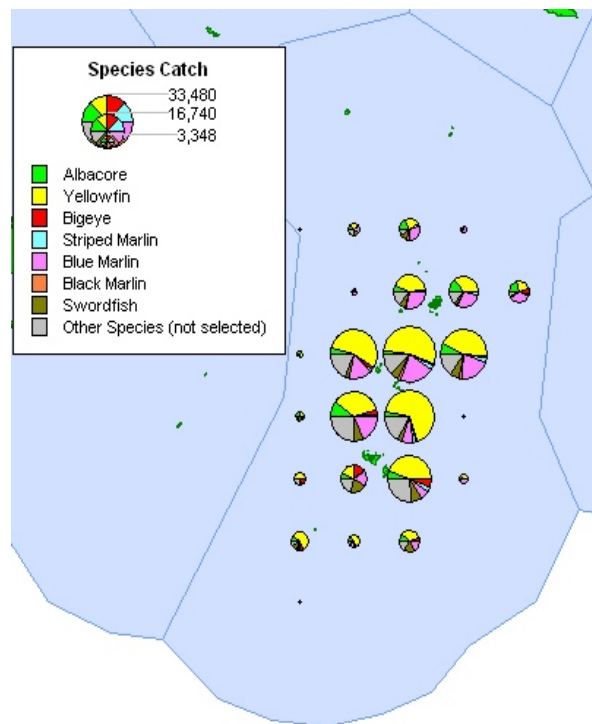 Species Catch
33,480
16,740
3,348
Albacore
Yellowfin
Bigeye
Striped Marlin
Blue Marlin
Black Marlin
Swordfish
Other Species (not selected)